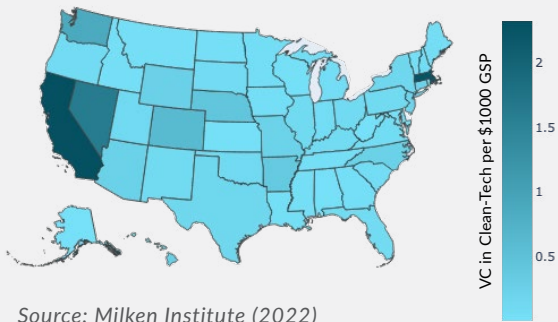 VC in Clean-Tech per $1000 GSP
2
1.5
1
0.5
Source: Milken Institute (2022)